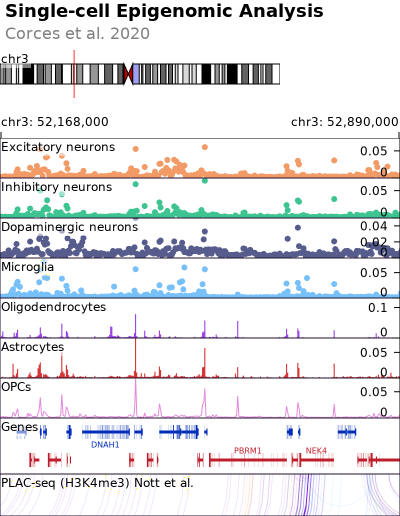 Single-cell Epigenomic Analysis
Corces et al. 2020
chr3
chr3: 52,168,000 chr3: 52,890,000
Excitatory neurons 0.05
0
Inhibitory neurons 0.05
0
Dopaminergic neurons 0.04
0.02
0
Microglia 0.05
0
Oligodendrocytes 0.1
0
Astrocytes 0.05
0
OPCs 0.05
0
Genes
DNAH1
PBRM1 NEK4
PLAC-seq (H3K4me3) Nott et al.